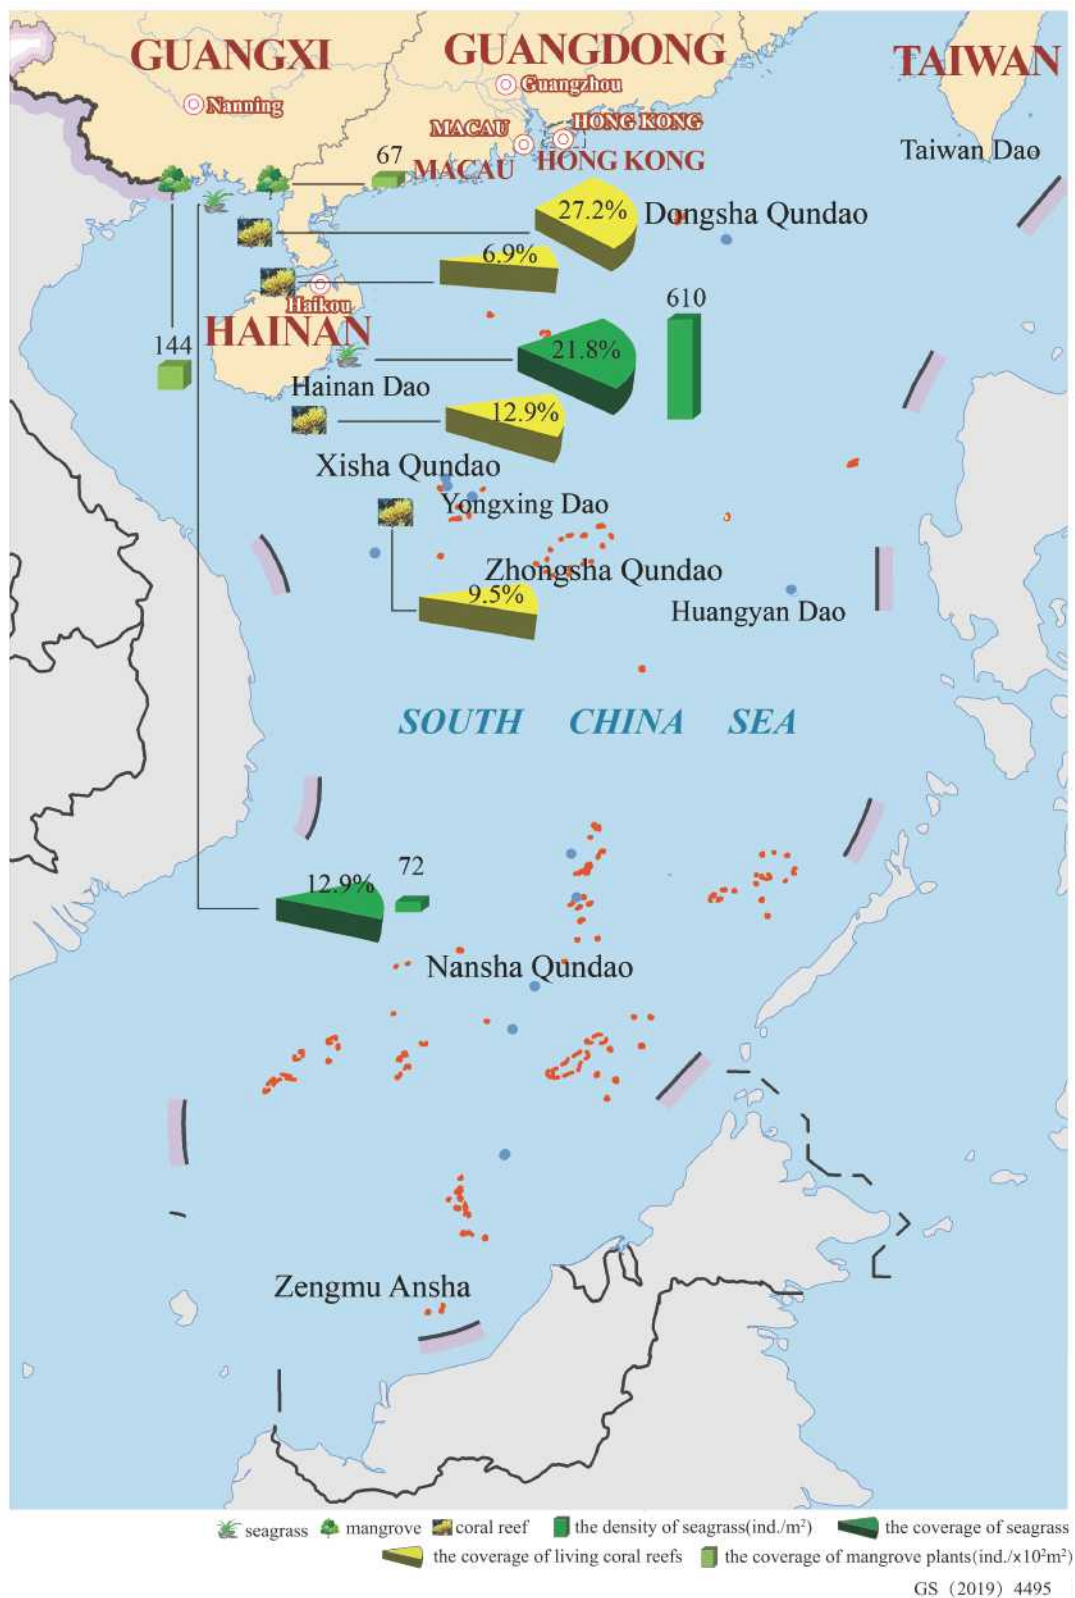 GUANGXI
GUANGDONG
TAIWAN
Guangzhou
Nanning
MACAU
HONG KONG
MACAU
HONG KONG
Taiwan Dao
67
27.2%
Dongsha Qundao
6.9%
Haikou
HAINAN
610
144
21.8%
Hainan Dao
12.9%
Xisha Qundao
Yongxing Dao
Zhongsha Qundao
9.5%
Huangyan Dao
SOUTH CHINA SEA
72
12.9%
Nansha Qundao
Zengmu Ansha
seagrass mangrove coral reef the density of seagrass(ind./m²) the coverage of seagrass
the coverage of living coral reefs the coverage of mangrove plants(ind./×10²m²)
GS (2019) 4495